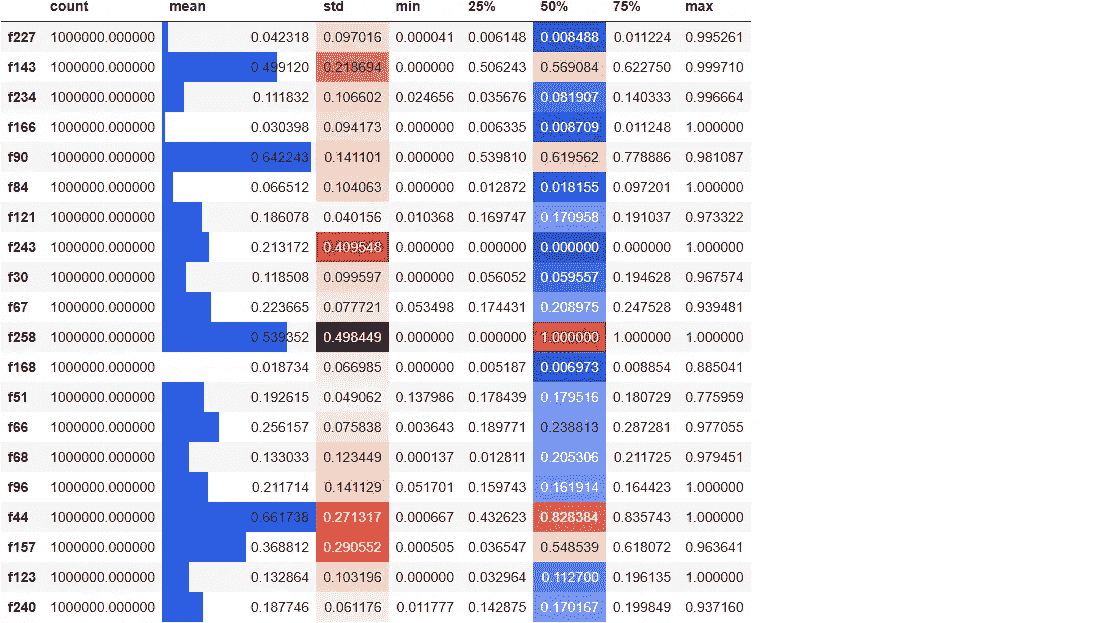 count mean std min 25% 50% 75% max
f227 1000000.000000 0.042318 0.097016 0.000041 0.006148 0.008488 0.011224 0.995261
f143 1000000.000000 0.499120 0.218694 0.000000 0.506243 0.569084 0.622750 0.999710
f234 1000000.000000 0.111832 0.106602 0.024656 0.035676 0.081907 0.140333 0.996664
f166 1000000.000000 0.030398 0.094173 0.000000 0.006335 0.008709 0.011248 1.000000
f90 1000000.000000 0.642243 0.141101 0.000000 0.539810 0.619562 0.778886 0.981087
f84 1000000.000000 0.066512 0.104063 0.000000 0.012872 0.018155 0.097201 1.000000
f121 1000000.000000 0.186078 0.040156 0.010368 0.169747 0.170958 0.191037 0.973322
f243 1000000.000000 0.213172 0.409548 0.000000 0.000000 0.000000 0.000000 1.000000
f30 1000000.000000 0.118508 0.099597 0.000000 0.056052 0.059557 0.194628 0.967574
f67 1000000.000000 0.223665 0.077721 0.053498 0.174431 0.208975 0.247528 0.939481
f258 1000000.000000 0.539352 0.498449 0.000000 0.000000 1.000000 1.000000 1.000000
f168 1000000.000000 0.018734 0.066985 0.000000 0.005187 0.006973 0.008854 0.885041
f51 1000000.000000 0.192615 0.049062 0.137986 0.178439 0.179516 0.180729 0.775959
f66 1000000.000000 0.256157 0.075838 0.003643 0.189771 0.238813 0.287281 0.977055
f68 1000000.000000 0.133033 0.123449 0.000137 0.012811 0.205306 0.211725 0.979451
f96 1000000.000000 0.211714 0.141129 0.051701 0.159743 0.161914 0.164423 1.000000
f44 1000000.000000 0.661738 0.271317 0.000667 0.432623 0.828384 0.835743 1.000000
f157 1000000.000000 0.368812 0.290552 0.000505 0.036547 0.548539 0.618072 0.963641
f123 1000000.000000 0.132864 0.103196 0.000000 0.032964 0.112700 0.196135 1.000000
f240 1000000.000000 0.187746 0.061176 0.011777 0.142875 0.170167 0.199849 0.937160